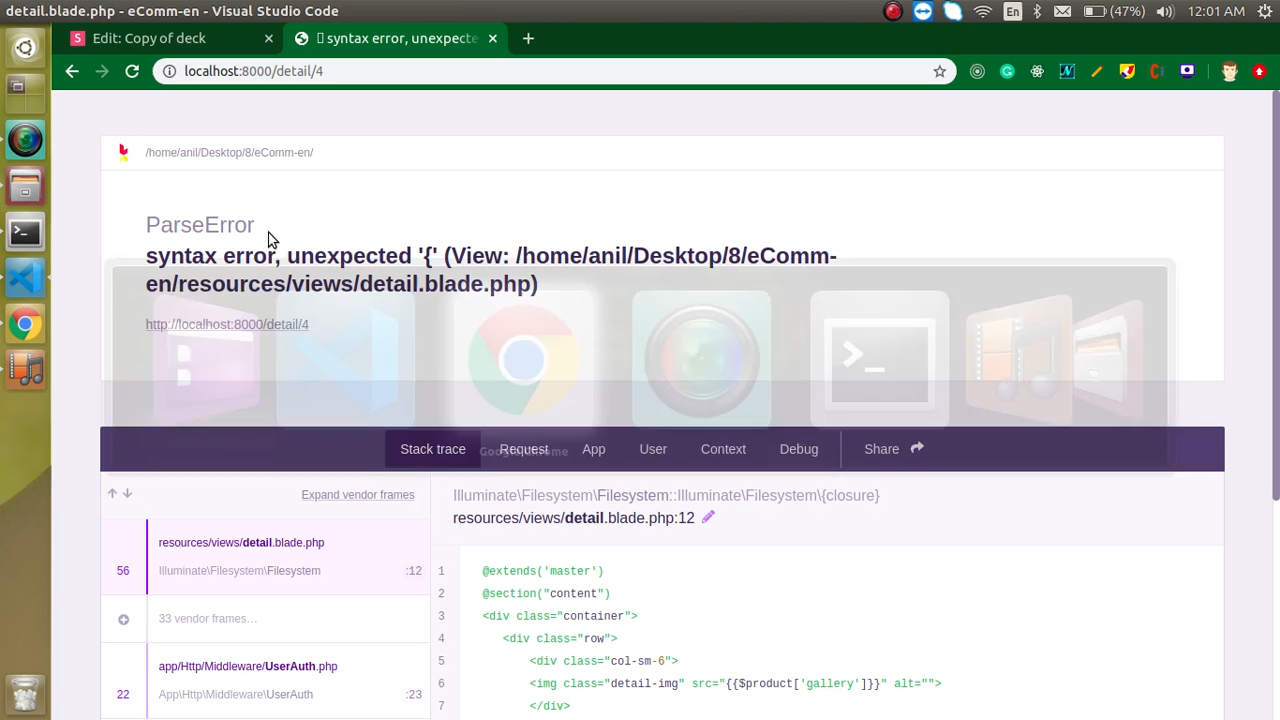 detail.blade.php - eComm-en - Visual Studio Code
En
(47%)
12:01 AM
Edit: Copy of deck
syntax error, unexpecte
localhost:8000/detail/4
/home/anil/Desktop/8/eComm-en/
ParseError
syntax error, unexpected '{' (View: /home/anil/Desktop/8/eComm-
en/resources/views/detail.blade.php)
http://localhost:8000/detail/4
Stack trace
Request
App
User
Context
Debug
Share
Google Chrome
Expand vendor frames
Illuminate\Filesystem\Filesystem::Illuminate\Filesystem\{closure}
resources/views/detail.blade.php:12
resources/views/detail.blade.php
56
Illuminate\Filesystem\Filesystem
:12
33 vendor frames…
app/Http/Middleware/UserAuth.php
22
App\Http\Middleware\UserAuth
:23
1 @extends('master')
2 @section("content")
3 <div class="container">
4 <div class="row">
5 <div class="col-sm-6">
6 <img class="detail-img" src="{{$product['gallery']}}" alt="">
7 </div>